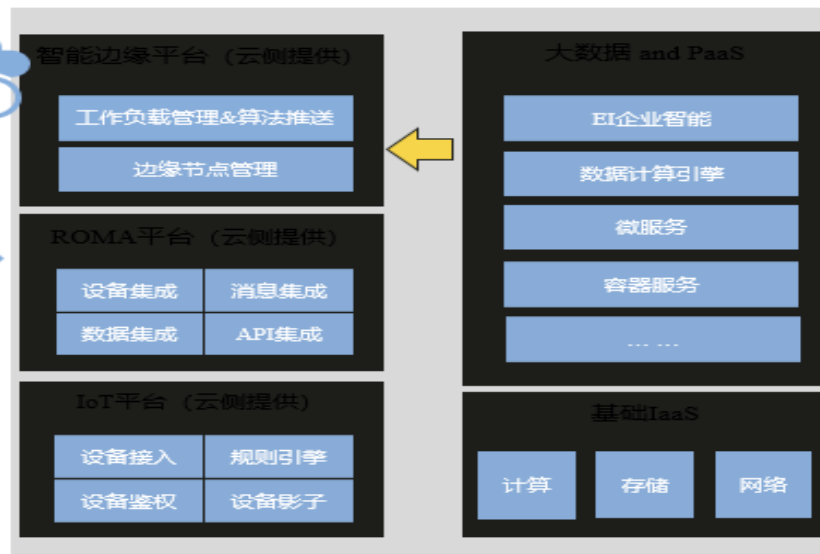 智能边缘平台（云侧提供）
工作负载管理&算法推送
边缘节点管理
ROMA平台（云侧提供）
设备集成 消息集成
数据集成 API集成
IoT平台（云侧提供）
设备接入 规则引擎
设备鉴权 设备影子
大数据 and PaaS
EI企业智能
数据计算引擎
微服务
容器服务
... ...
基础IaaS
计算 存储 网络